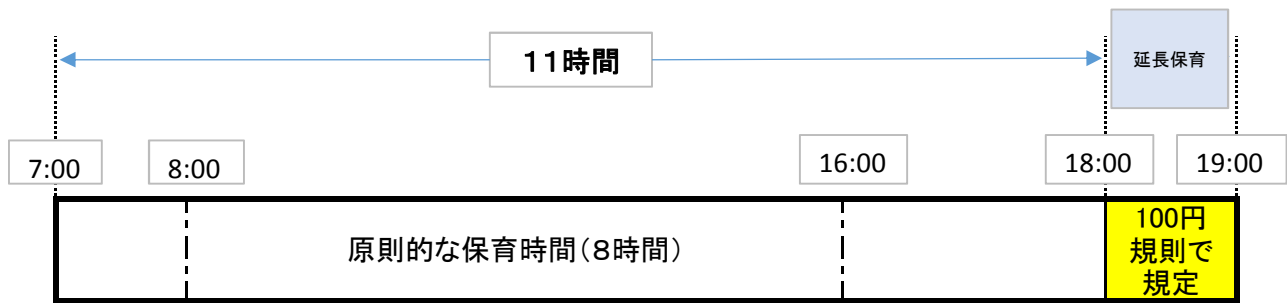 11時間
延長保育
7:00
8:00
16:00
18:00
19:00
原則的な保育時間(8時間)
100円
規則で
規定